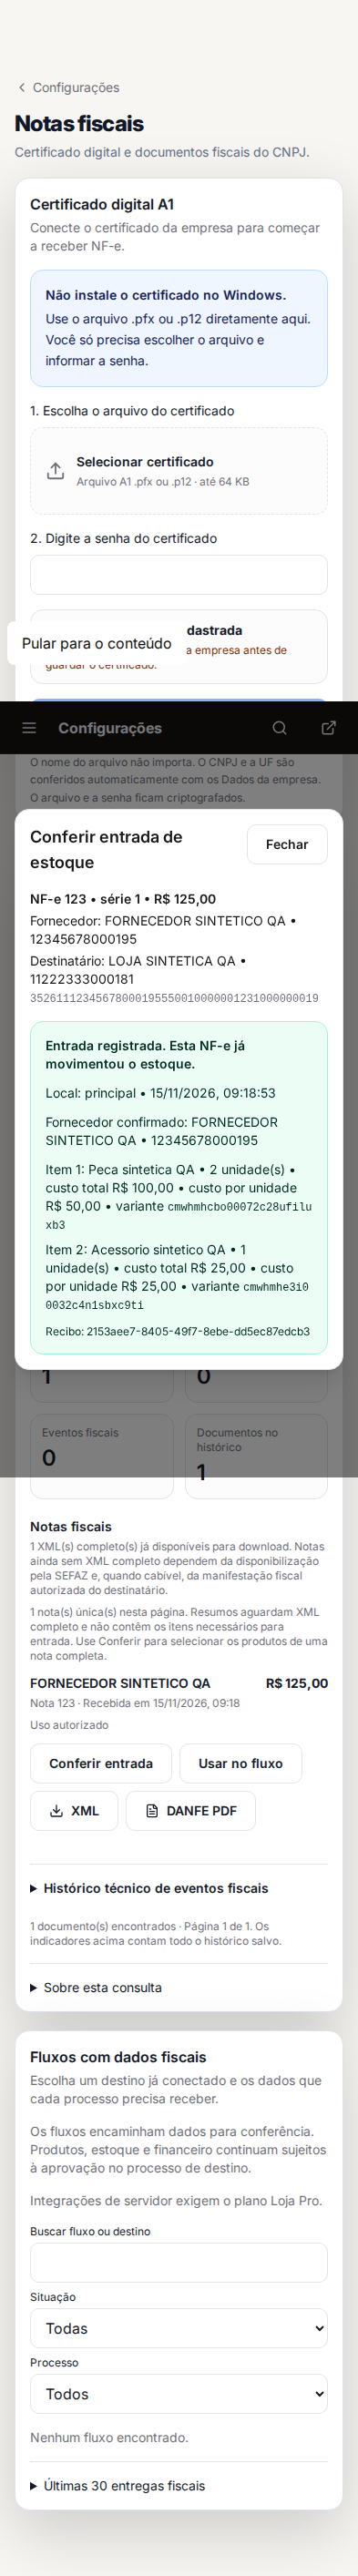 Configurações
Notas fiscais
Certificado digital e documentos fiscais do CNPJ.
Certificado digital A1
Conecte o certificado da empresa para começar
a receber NF-e.
Não instale o certificado no Windows.
Use o arquivo .pfx ou .p12 diretamente aqui.
Você só precisa escolher o arquivo e
informar a senha.
1. Escolha o arquivo do certificado
Selecionar certificado
Arquivo A1 .pfx ou .p12 · até 64 KB
2. Digite a senha do certificado
dastrada
Pular para o conteúdo
a empresa antes de
guardar o certificado.
Configurações
O nome do arquivo não importa. O CNPJ e a UF são
conferidos automaticamente com os Dados da empresa.
O arquivo e a senha ficam criptografados.
Conferir entrada de
estoque
Fechar
NF-e 123 • série 1 • R$ 125,00
Fornecedor: FORNECEDOR SINTETICO QA •
12345678000195
Destinatário: LOJA SINTETICA QA •
11222333000181
35261112345678000195550010000001231000000019
Entrada registrada. Esta NF-e já
movimentou o estoque.
Local: principal • 15/11/2026, 09:18:53
Fornecedor confirmado: FORNECEDOR
SINTETICO QA • 12345678000195
Item 1: Peca sintetica QA • 2 unidade(s) •
custo total R$ 100,00 • custo por unidade
R$ 50,00 • variante cmwhmhcbo00072c28ufilu
xb3
Item 2: Acessorio sintetico QA • 1
unidade(s) • custo total R$ 25,00 • custo
por unidade R$ 25,00 • variante cmwhmhe3i0
0032c4n1sbxc9ti
Recibo: 2153aee7-8405-49f7-8ebe-dd5ec87edcb3
1
0
Eventos fiscais
0
Documentos no
histórico
1
Notas fiscais
1 XML(s) completo(s) já disponíveis para download. Notas
ainda sem XML completo dependem da disponibilização
pela SEFAZ e, quando cabível, da manifestação fiscal
autorizada do destinatário.
1 nota(s) única(s) nesta página. Resumos aguardam XML
completo e não contêm os itens necessários para
entrada. Use Conferir para selecionar os produtos de uma
nota completa.
FORNECEDOR SINTETICO QA R$ 125,00
Nota 123 · Recebida em 15/11/2026, 09:18
Uso autorizado
Conferir entrada
Usar no fluxo
XML
DANFE PDF
Histórico técnico de eventos fiscais
1 documento(s) encontrados · Página 1 de 1. Os
indicadores acima contam todo o histórico salvo.
Sobre esta consulta
Fluxos com dados fiscais
Escolha um destino já conectado e os dados que
cada processo precisa receber.
Os fluxos encaminham dados para conferência.
Produtos, estoque e financeiro continuam sujeitos
à aprovação no processo de destino.
Integrações de servidor exigem o plano Loja Pro.
Buscar fluxo ou destino
Situação
Todas
Processo
Todos
Nenhum fluxo encontrado.
Últimas 30 entregas fiscais